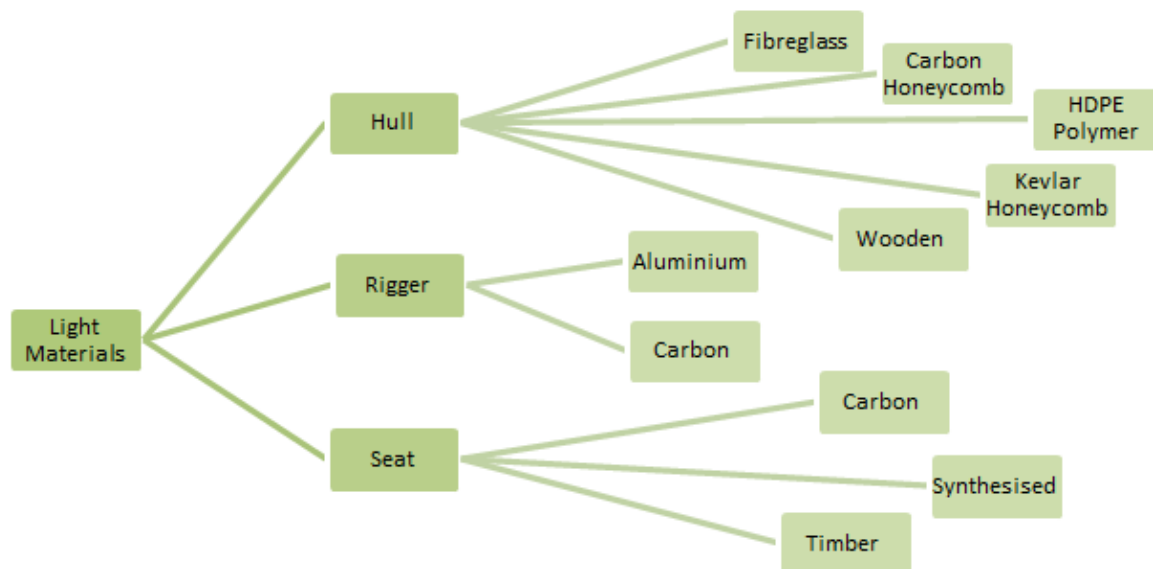 Fibreglass
Carbon
Honeycomb
HDPE
Polymer
Hull
Kevlar
Honeycomb
Wooden
Aluminium
Rigger
Light
Materials
Carbon
Carbon
Seat
Synthesised
Timber